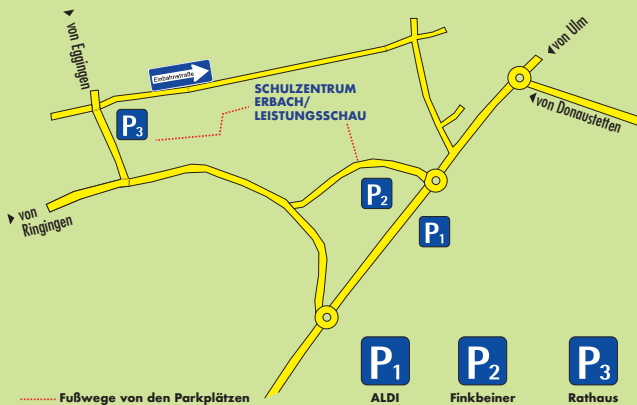 von Eggingen
von Ulm
Einbahnstraße
SCHULZENTRUM
ERBACH/
LEISTUNGSSCHAU
von Donaustetten
P3
P2
von
Ringingen
P1
P1
P2
P3
Fußwege von den Parkplätzen
ALDI
Finkbeiner
Rathaus